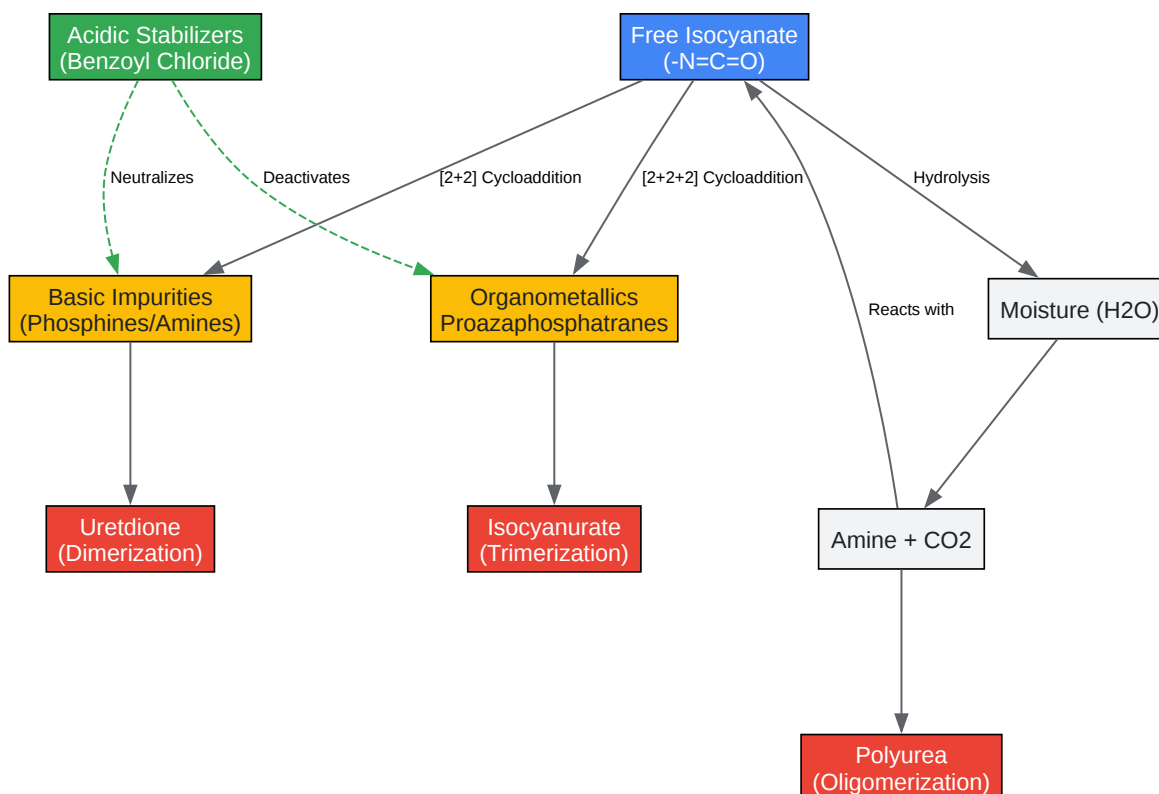 Acidic Stabilizers
(Benzoyl Chloride)
Free Isocyanate
(-N=C=O)
Neutralizes
Deactivates
[2+2] Cycloaddition
[2+2+2] Cycloaddition
Hydrolysis
Basic Impurities
(Phosphines/Amines)
Organometallics
Proazaphosphatranes
Reacts with
Moisture (H2O)
Uretdione
(Dimerization)
Isocyanurate
(Trimerization)
Amine + CO2
Polyurea
(Oligomerization)